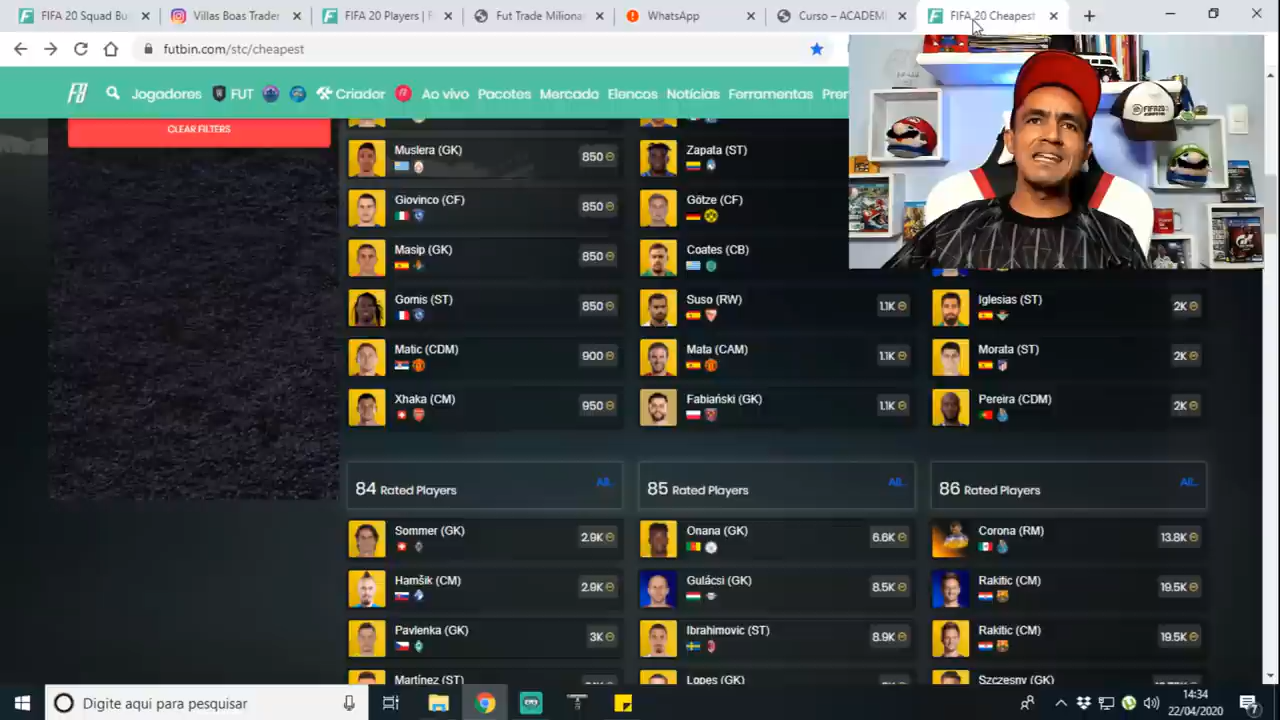 FIFA 20 Squad Bu
Villas Boas Trader
FIFA 20 Players | F
Fut Trade Miliona
WhatsApp
Curso – ACADEM
FIFA 20 Cheapest
futbin.com/stc/cheapest
Jogadores
FUT
Criador
Ao vivo
Pacotes
Mercado
Elencos
Notícias
Ferramentas
Prer
CLEAR FILTERS
Muslera (GK)
850
Zapata (ST)
Giovinco (CF)
850
Götze (CF)
Masip (GK)
850
Coates (CB)
Gomis (ST)
850
Suso (RW)
1.1K
Iglesias (ST)
2K
Matic (CDM)
900
Mata (CAM)
1.1K
Morata (ST)
2K
Xhaka (CM)
950
Fabiański (GK)
1.1K
Pereira (CDM)
2K
84 Rated Players
All..
85 Rated Players
All..
86 Rated Players
All..
Sommer (GK)
2.9K
Onana (GK)
6.6K
Corona (RM)
13.8K
Hamšík (CM)
2.9K
Gulácsi (GK)
8.5K
Rakitic (CM)
19.5K
Pavlenka (GK)
3K
Ibrahimovic (ST)
8.9K
Rakitic (CM)
19.5K
Martínez (ST)
Lopes (GK)
Szczesny (GK)
Digite aqui para pesquisar
14:34
22/04/2020
7